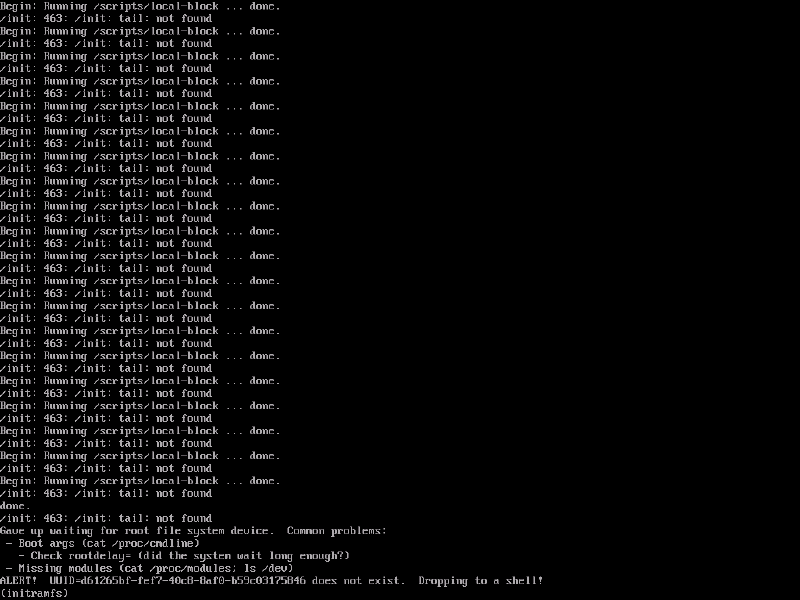 Begin: Running /scripts/local-block ... done.
/init: 463: /init: tail: not found
Begin: Running /scripts/local-block ... done.
/init: 463: /init: tail: not found
Begin: Running /scripts/local-block ... done.
/init: 463: /init: tail: not found
Begin: Running /scripts/local-block ... done.
/init: 463: /init: tail: not found
Begin: Running /scripts/local-block ... done.
/init: 463: /init: tail: not found
Begin: Running /scripts/local-block ... done.
/init: 463: /init: tail: not found
Begin: Running /scripts/local-block ... done.
/init: 463: /init: tail: not found
Begin: Running /scripts/local-block ... done.
/init: 463: /init: tail: not found
Begin: Running /scripts/local-block ... done.
/init: 463: /init: tail: not found
Begin: Running /scripts/local-block ... done.
/init: 463: /init: tail: not found
Begin: Running /scripts/local-block ... done.
/init: 463: /init: tail: not found
Begin: Running /scripts/local-block ... done.
/init: 463: /init: tail: not found
Begin: Running /scripts/local-block ... done.
/init: 463: /init: tail: not found
Begin: Running /scripts/local-block ... done.
/init: 463: /init: tail: not found
Begin: Running /scripts/local-block ... done.
/init: 463: /init: tail: not found
Begin: Running /scripts/local-block ... done.
/init: 463: /init: tail: not found
Begin: Running /scripts/local-block ... done.
/init: 463: /init: tail: not found
Begin: Running /scripts/local-block ... done.
/init: 463: /init: tail: not found
Begin: Running /scripts/local-block ... done.
/init: 463: /init: tail: not found
Begin: Running /scripts/local-block ... done.
/init: 463: /init: tail: not found
done.
/init: 463: /init: tail: not found
Gave up waiting for root file system device.  Common problems:
 - Boot args (cat /proc/cmdline)
   - Check rootdelay= (did the system wait long enough?)
 - Missing modules (cat /proc/modules; ls /dev)
ALERT!  UUID=d61265bf-fef7-40c8-8af0-b59c03175846 does not exist.  Dropping to a shell!
(initramfs)